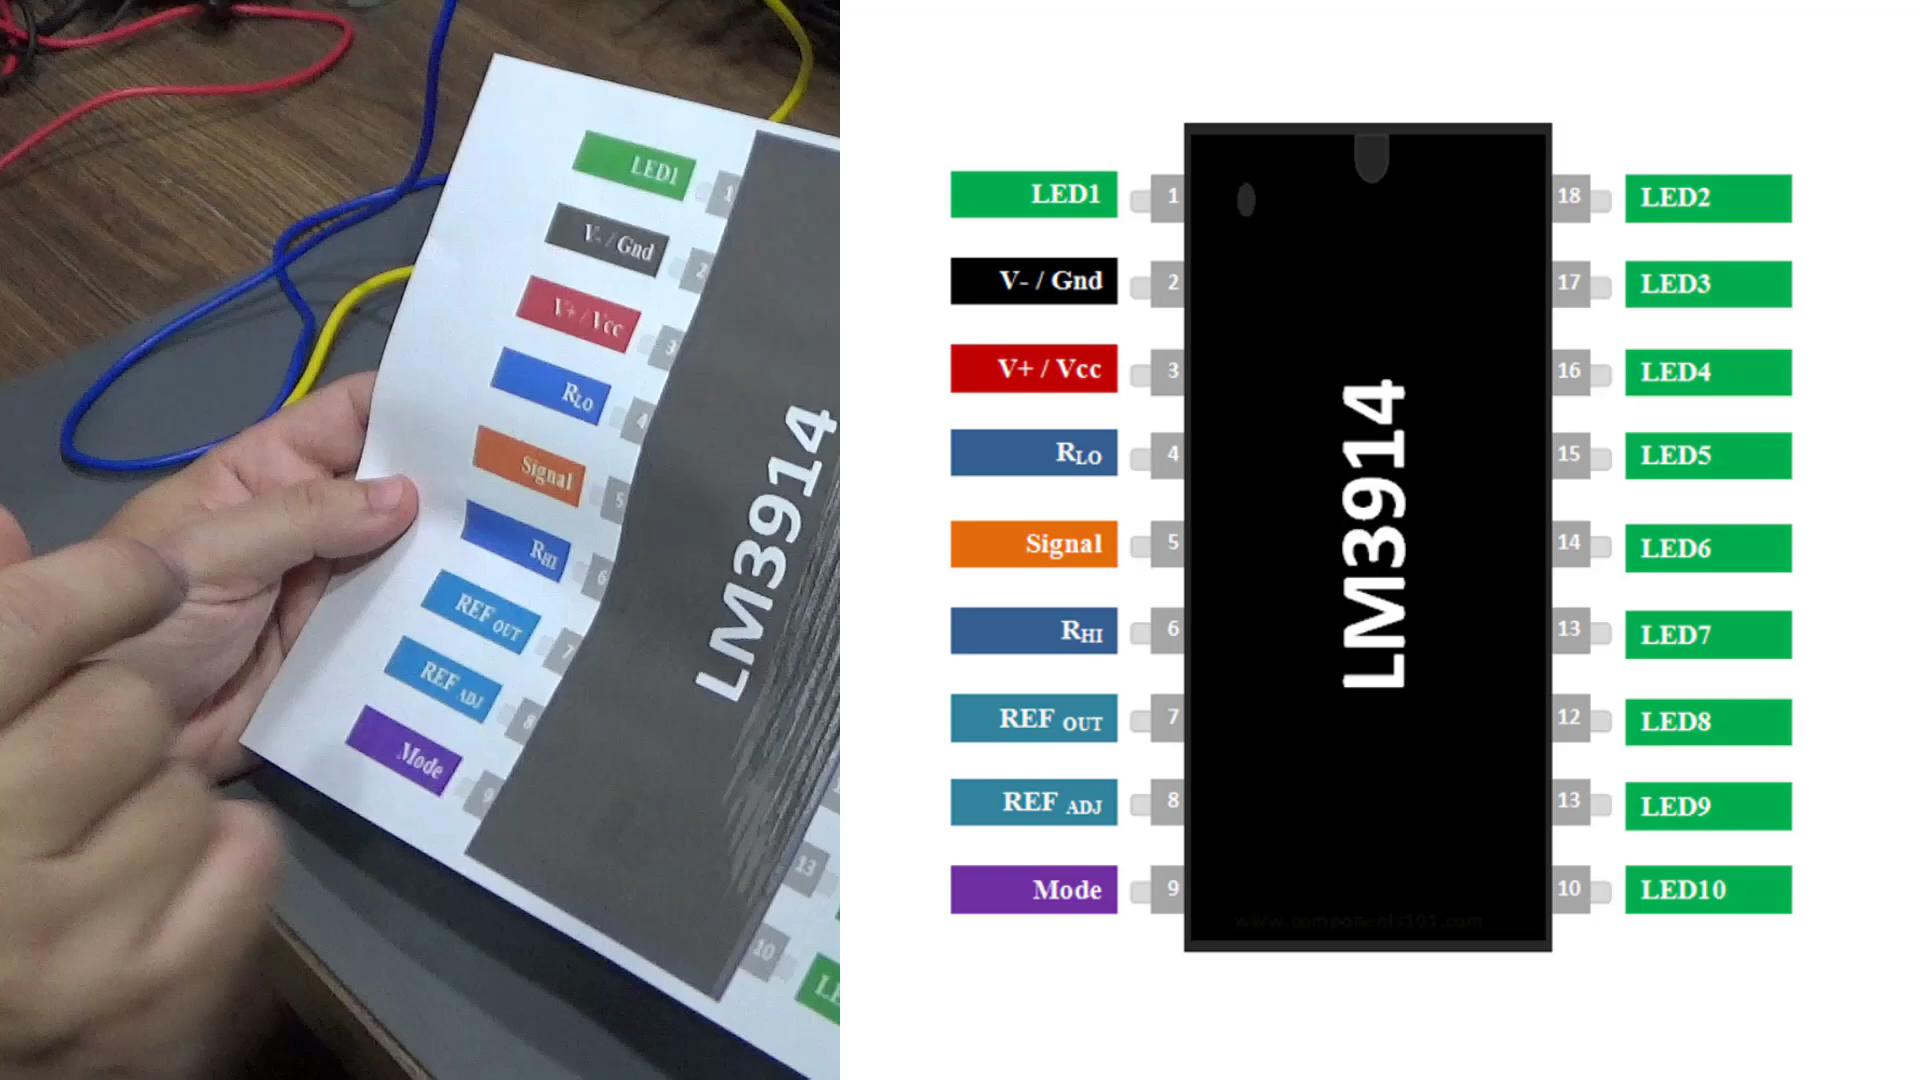 LED1 1
V- / Gnd 2
V+ / Vcc 3
RLO 4
Signal 5
RHI 6
REF OUT 7
REF ADJ 8
Mode 9
LM3914
13
10
LED1 1
V- / Gnd 2
V+ / Vcc 3
RLO 4
Signal 5
RHI 6
REF OUT 7
REF ADJ 8
Mode 9
LM3914
www.components101.com
18 LED2
17 LED3
16 LED4
15 LED5
14 LED6
13 LED7
12 LED8
13 LED9
10 LED10